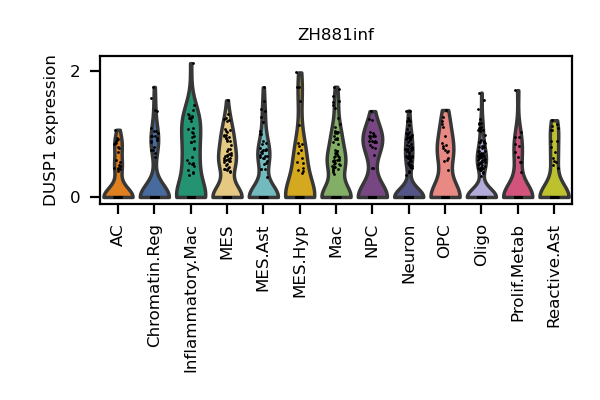 ZH881inf
DUSP1 expression
2
0
AC
Chromatin.Reg
Inflammatory.Mac
MES
MES.Ast
MES.Hyp
Mac
NPC
Neuron
OPC
Oligo
Prolif.Metab
Reactive.Ast